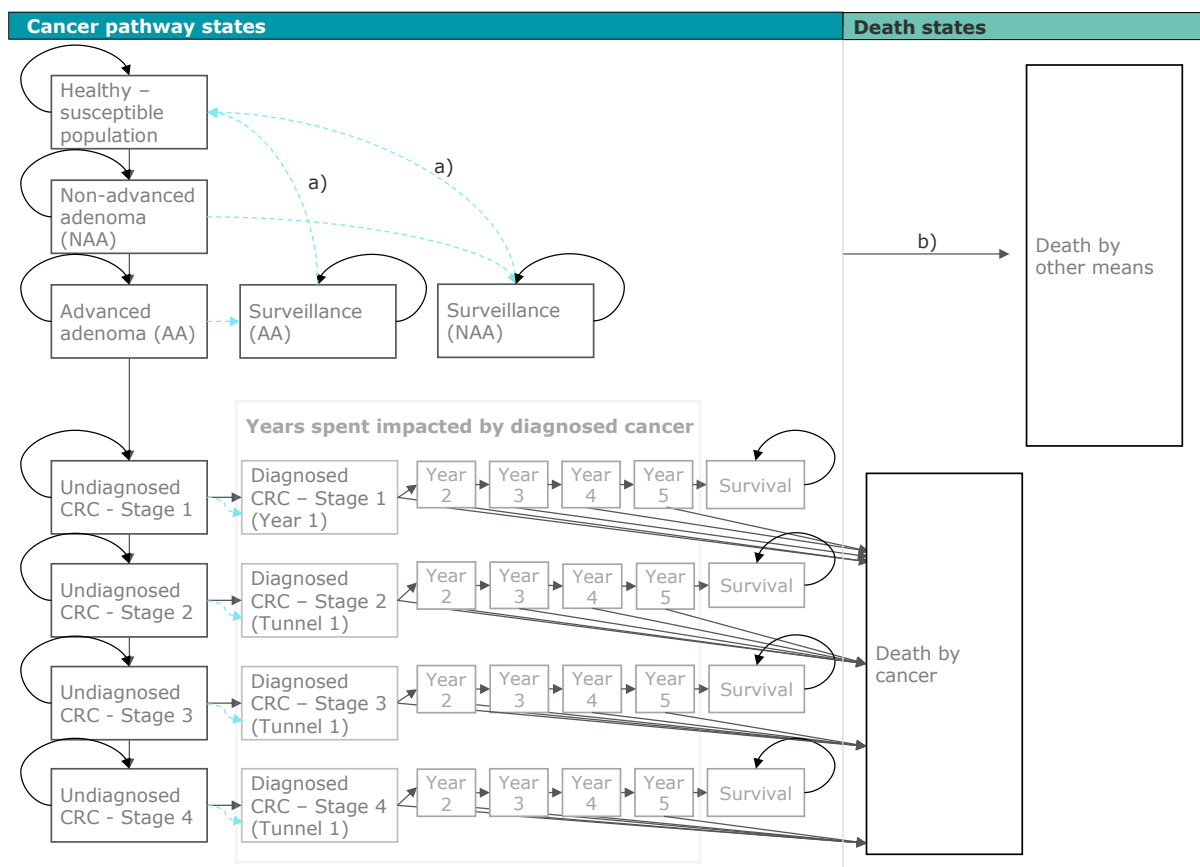 Cancer pathway states
Death states
Healthy –
susceptible
population
Non-advanced
adenoma
(NAA)
a)
a)
b)
Death by
other means
Advanced
adenoma (AA)
Surveillance
(AA)
Surveillance
(NAA)
Years spent impacted by diagnosed cancer
Undiagnosed
CRC - Stage 1
Diagnosed
CRC – Stage 1
(Year 1)
Year
2
Year
3
Year
4
Year
5
Survival
Undiagnosed
CRC - Stage 2
Diagnosed
CRC – Stage 2
(Tunnel 1)
Year
2
Year
3
Year
4
Year
5
Survival
Death by
cancer
Undiagnosed
CRC - Stage 3
Diagnosed
CRC – Stage 3
(Tunnel 1)
Year
2
Year
3
Year
4
Year
5
Survival
Undiagnosed
CRC - Stage 4
Diagnosed
CRC – Stage 4
(Tunnel 1)
Year
2
Year
3
Year
4
Year
5
Survival